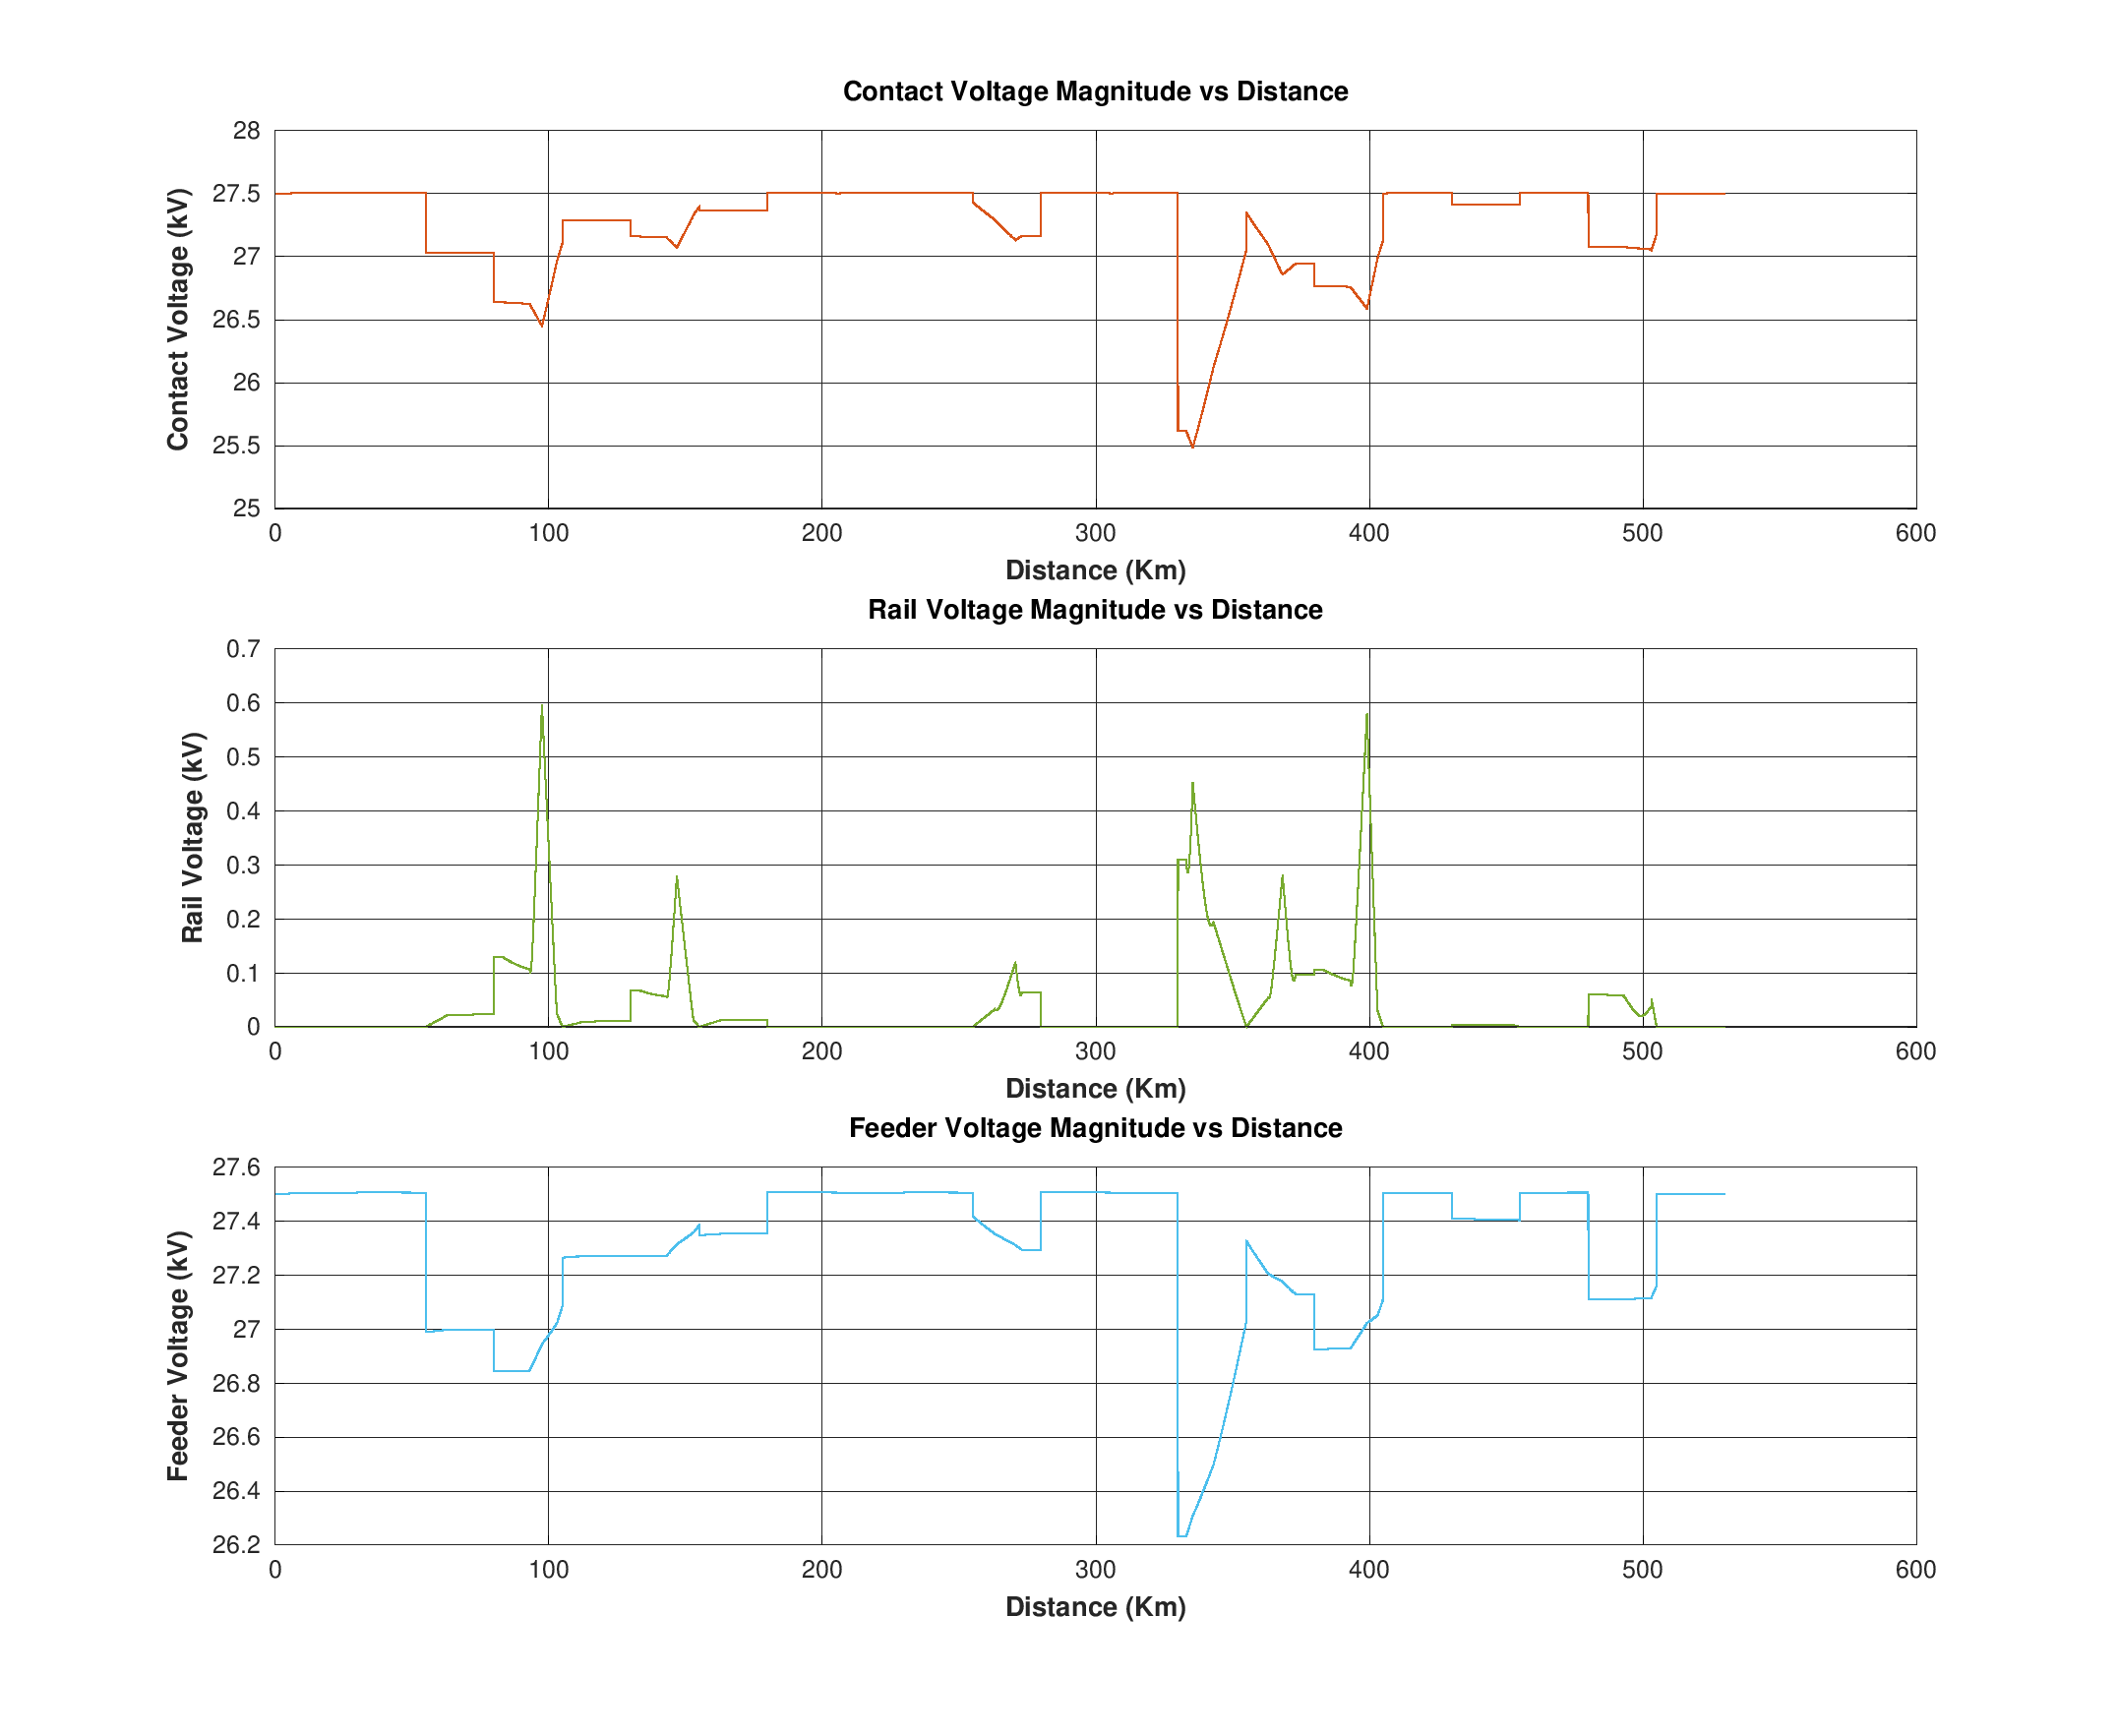 Contact Voltage Magnitude vs Distance
28
27.5
27
26.5
26
25.5
25
Contact Voltage (kV)
0 100 200 300 400 500 600
Distance (Km)
Rail Voltage Magnitude vs Distance
0.7
0.6
0.5
0.4
0.3
0.2
0.1
0
Rail Voltage (kV)
0 100 200 300 400 500 600
Distance (Km)
Feeder Voltage Magnitude vs Distance
27.6
27.4
27.2
27
26.8
26.6
26.4
26.2
Feeder Voltage (kV)
0 100 200 300 400 500 600
Distance (Km)